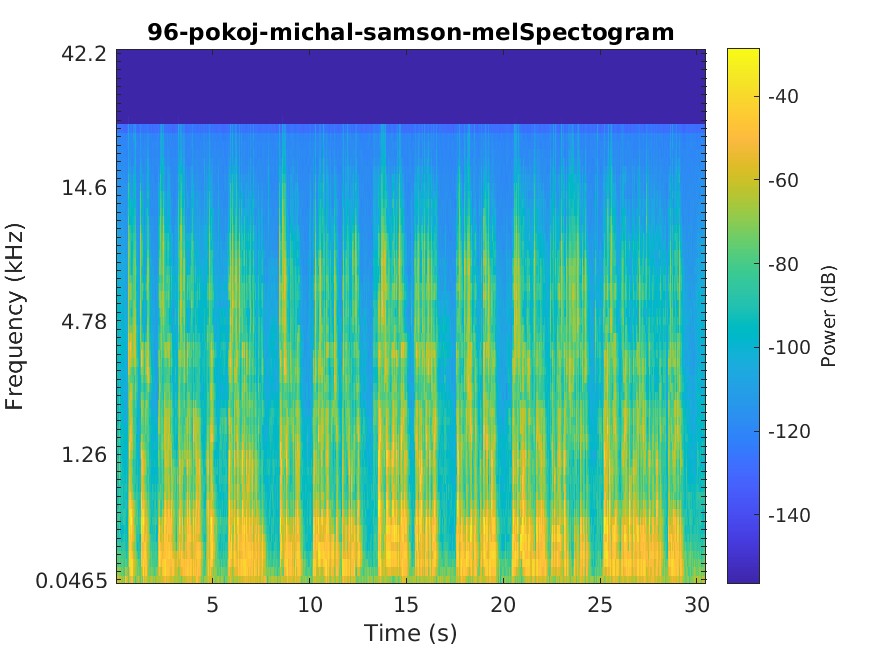 96-pokoj-michal-samson-melSpectogram
42.2
14.6
4.78
1.26
0.0465
Frequency (kHz)
5 10 15 20 25 30
Time (s)
-40
-60
-80
-100
-120
-140
Power (dB)